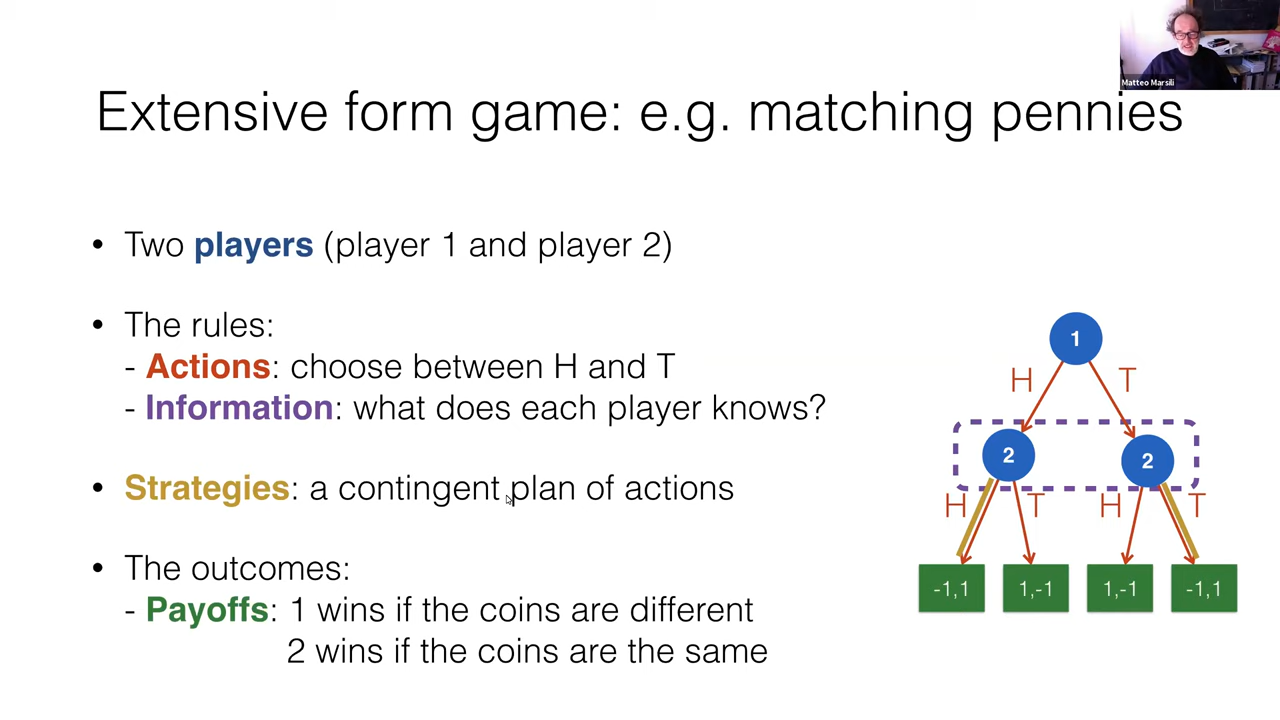 Matteo Marsili
Extensive form game: e.g. matching pennies
• Two players (player 1 and player 2)
• The rules:
- Actions: choose between H and T
- Information: what does each player knows?
• Strategies: a contingent plan of actions
• The outcomes:
- Payoffs: 1 wins if the coins are different
2 wins if the coins are the same
1
H T
2 2
H T H T
-1,1 1,-1 1,-1 -1,1